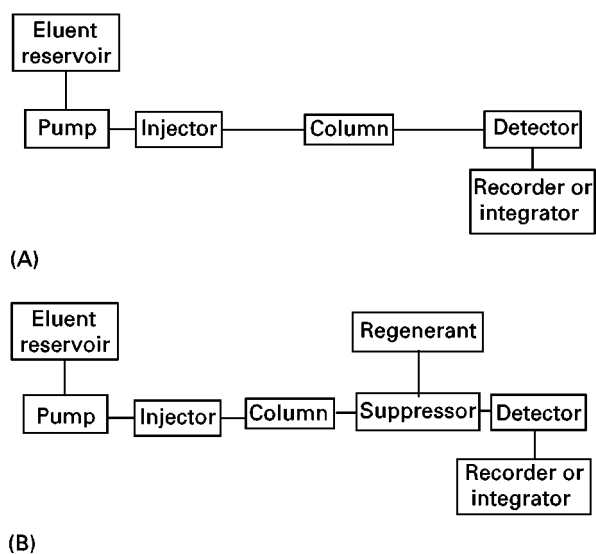 Eluent
reservoir
Pump
Injector
Column
Detector
Recorder or
integrator
(A)
Eluent
reservoir
Regenerant
Pump
Injector
Column
Suppressor
Detector
Recorder or
integrator
(B)